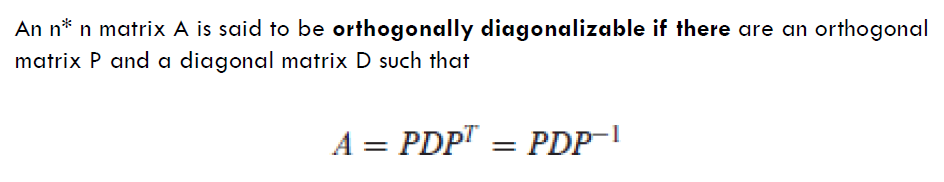 An n* n matrix A is said to be orthogonally diagonalizable if there are an orthogonal
matrix P and a diagonal matrix D such that
A = PDPᵀ = PDP⁻¹